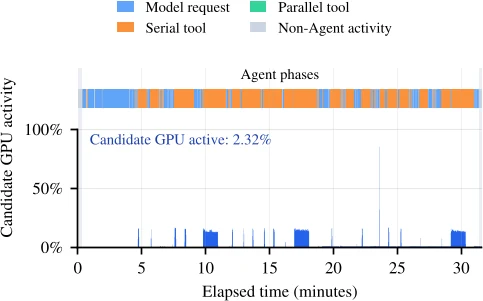 Model request Parallel tool
Serial tool Non-Agent activity
Agent phases
Candidate GPU activity
100%
Candidate GPU active: 2.32%
50%
0%
0 5 10 15 20 25 30
Elapsed time (minutes)